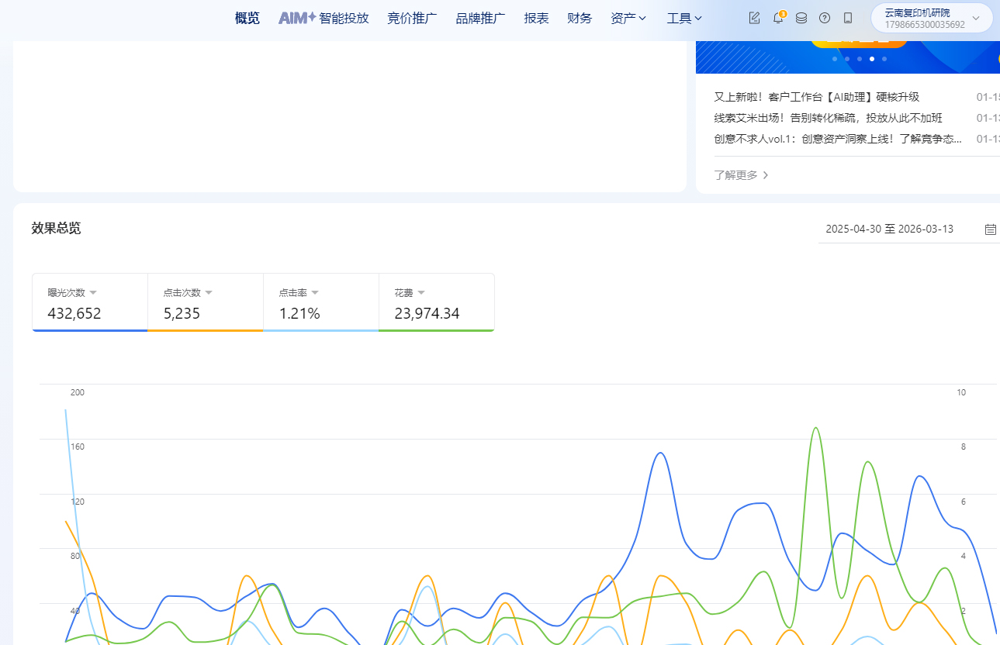 概览 AIM+智能投放 竞价推广 品牌推广 报表 财务 资产 工具 3 云南复印机研院
1798665300035692
又上新啦！客户工作台【AI助理】硬核升级 01-15
线索艾米出场！告别转化稀疏，投放从此不加班 01-13
创意不求人vol.1：创意资产洞察上线！了解竞争态... 01-13
了解更多
效果总览 2025-04-30 至 2026-03-13
曝光次数 点击次数 点击率 花费
432,652 5,235 1.21% 23,974.34
200 10
160 8
120 6
80 4
40 2